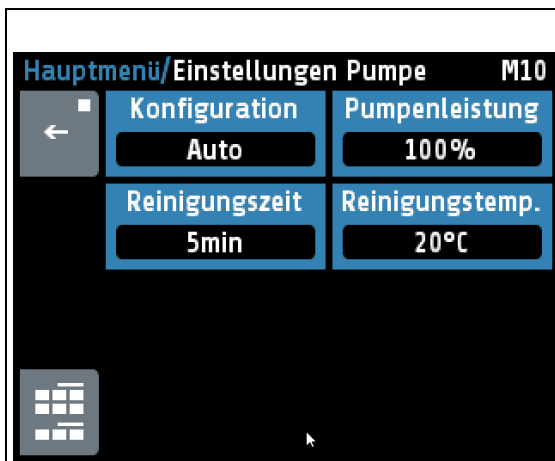 Hauptmenü/Einstellungen Pumpe M10
Konfiguration Pumpenleistung
Auto 100%
Reinigungszeit Reinigungstemp.
5min 20°C